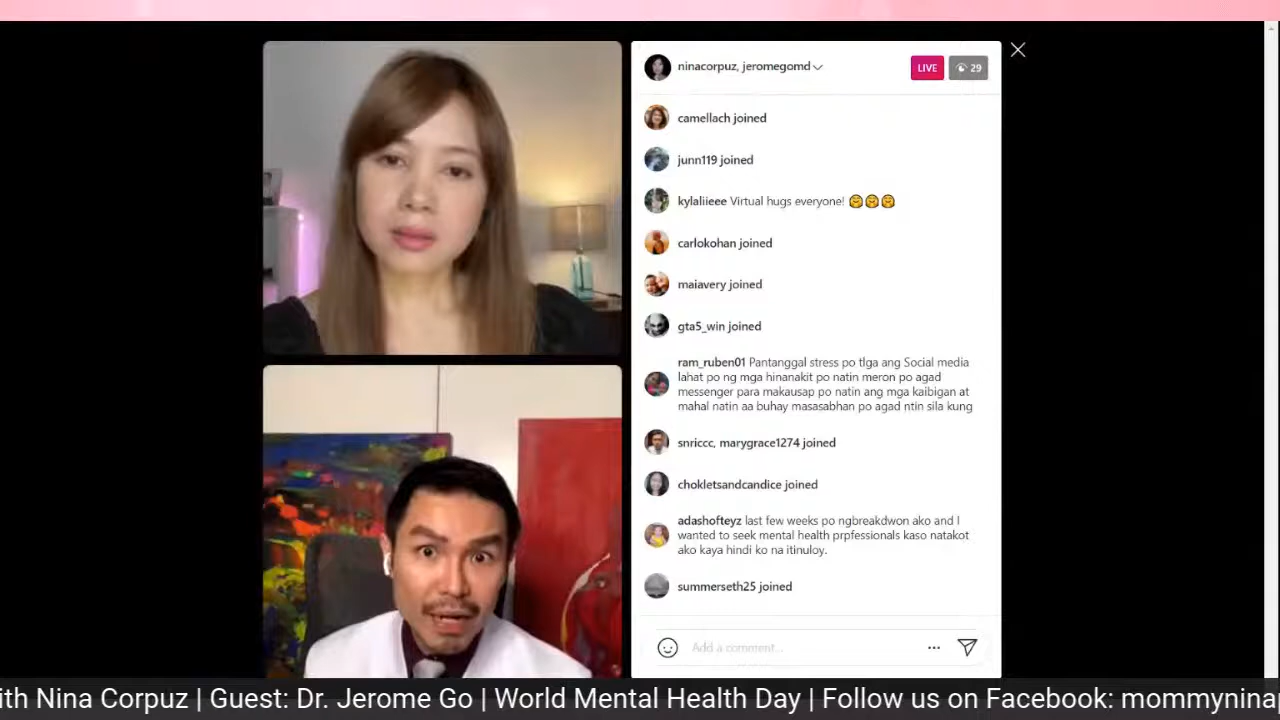 ninacorpuz, jeromegomd
LIVE
29
camellach joined
junn119 joined
kylaliieee Virtual hugs everyone! 🤗🤗🤗
carlokohan joined
maiavery joined
gta5_win joined
ram_ruben01 Pantanggal stress po tlga ang Social media
lahat po ng mga hinanakit po natin meron po agad
messenger para makausap po natin ang mga kaibigan at
mahal natin aa buhay masasabhan po agad ntin sila kung
snriccc, marygrace1274 joined
chokletsandcandice joined
adashofteyz last few weeks po ngbreakdwon ako and I
wanted to seek mental health prpfessionals kaso natakot
ako kaya hindi ko na itinuloy.
summerseth25 joined
Add a comment...
ith Nina Corpuz | Guest: Dr. Jerome Go | World Mental Health Day | Follow us on Facebook: mommynina